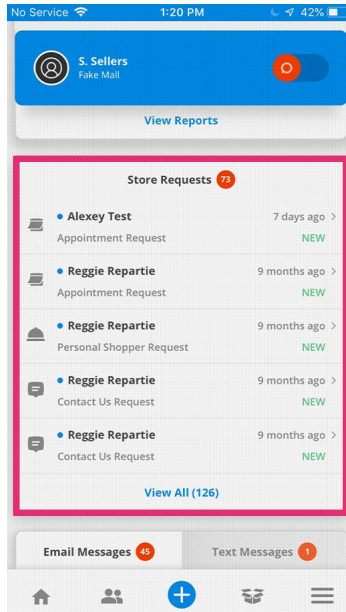 No Service 1:20 PM 42%
S. Sellers
Fake Mall
View Reports
Store Requests 73
Alexey Test 7 days ago >
Appointment Request NEW
Reggie Repartie 9 months ago >
Appointment Request NEW
Reggie Repartie 9 months ago >
Personal Shopper Request NEW
Reggie Repartie 9 months ago >
Contact Us Request NEW
Reggie Repartie 9 months ago >
Contact Us Request NEW
View All (126)
Email Messages 45 Text Messages 1